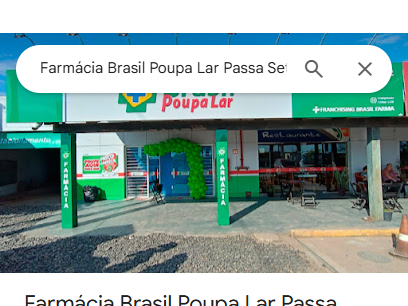 Farmácia Brasil Poupa Lar Passa Set
Brasil
Poupa Lar
FRANCHISING BRASIL FARMA
Restaurante
FARMÁCIA
FARMÁCIA
Farmácia Brasil Poupa Lar Passa